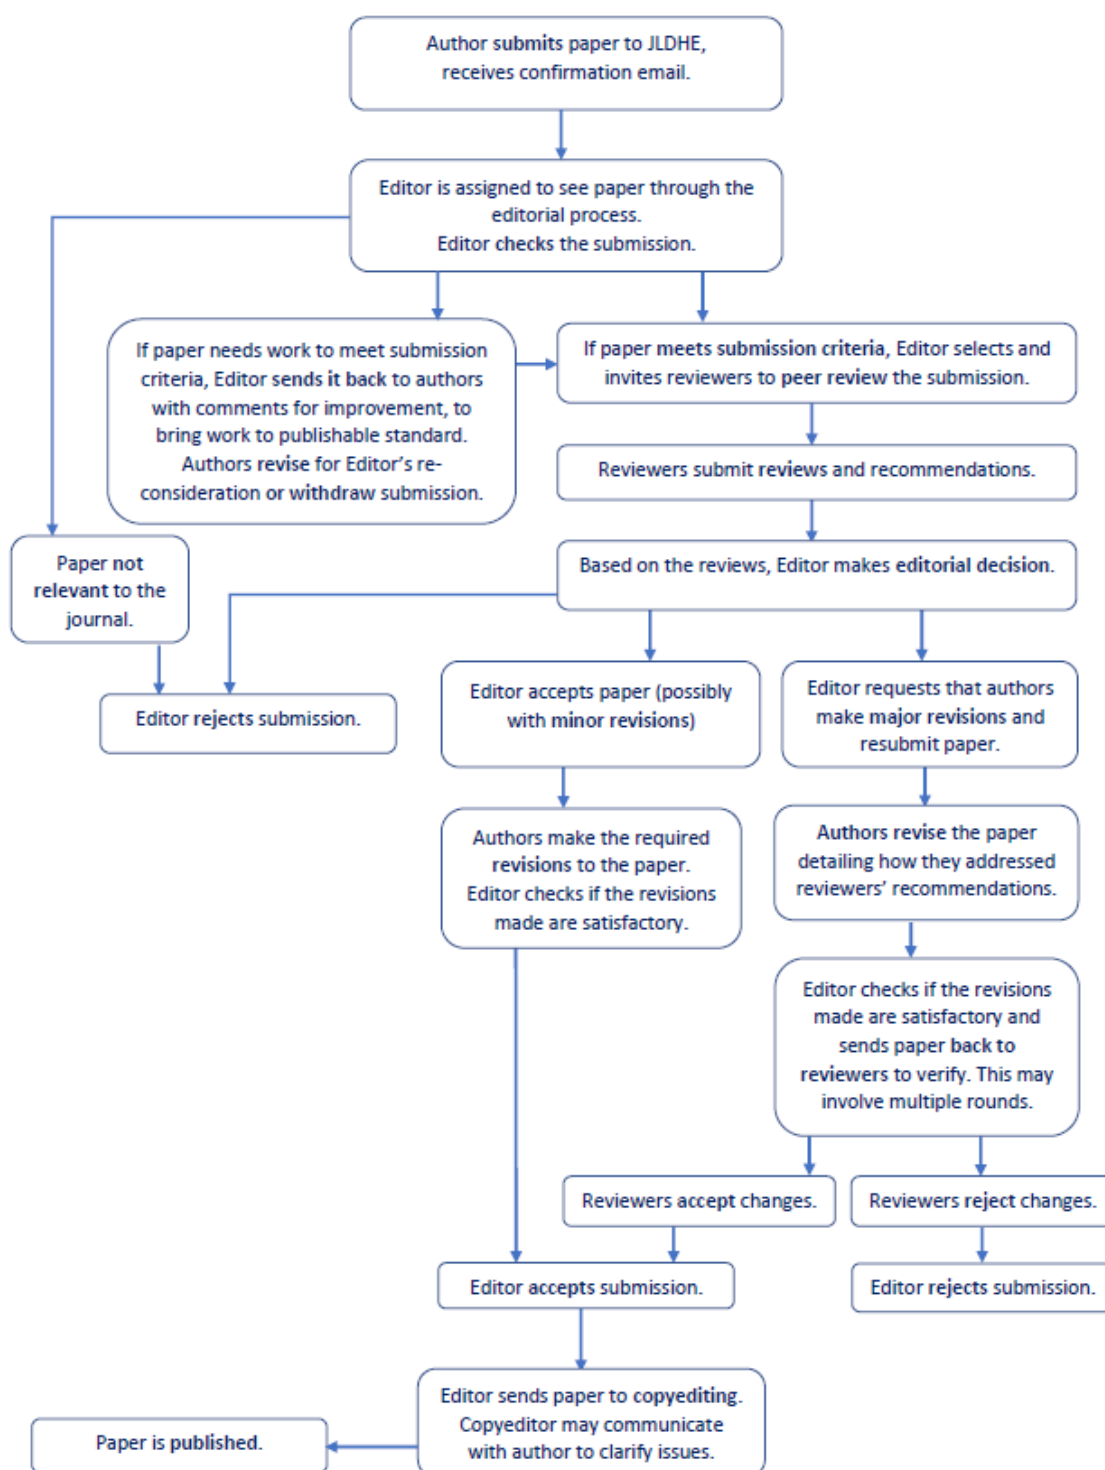 Author submits paper to JLDHE,
receives confirmation email.
Editor is assigned to see paper through the
editorial process.
Editor checks the submission.
If paper needs work to meet submission
criteria, Editor sends it back to authors
with comments for improvement, to
bring work to publishable standard.
Authors revise for Editor's re-
consideration or withdraw submission.
If paper meets submission criteria, Editor selects and
invites reviewers to peer review the submission.
Reviewers submit reviews and recommendations.
Paper not
relevant to the
journal.
Based on the reviews, Editor makes editorial decision.
Editor rejects submission.
Editor accepts paper (possibly
with minor revisions)
Editor requests that authors
make major revisions and
resubmit paper.
Authors make the required
revisions to the paper.
Editor checks if the revisions
made are satisfactory.
Authors revise the paper
detailing how they addressed
reviewers' recommendations.
Editor checks if the revisions
made are satisfactory and
sends paper back to
reviewers to verify. This may
involve multiple rounds.
Reviewers accept changes.
Reviewers reject changes.
Editor accepts submission.
Editor rejects submission.
Editor sends paper to copyediting.
Copyeditor may communicate
with author to clarify issues.
Paper is published.